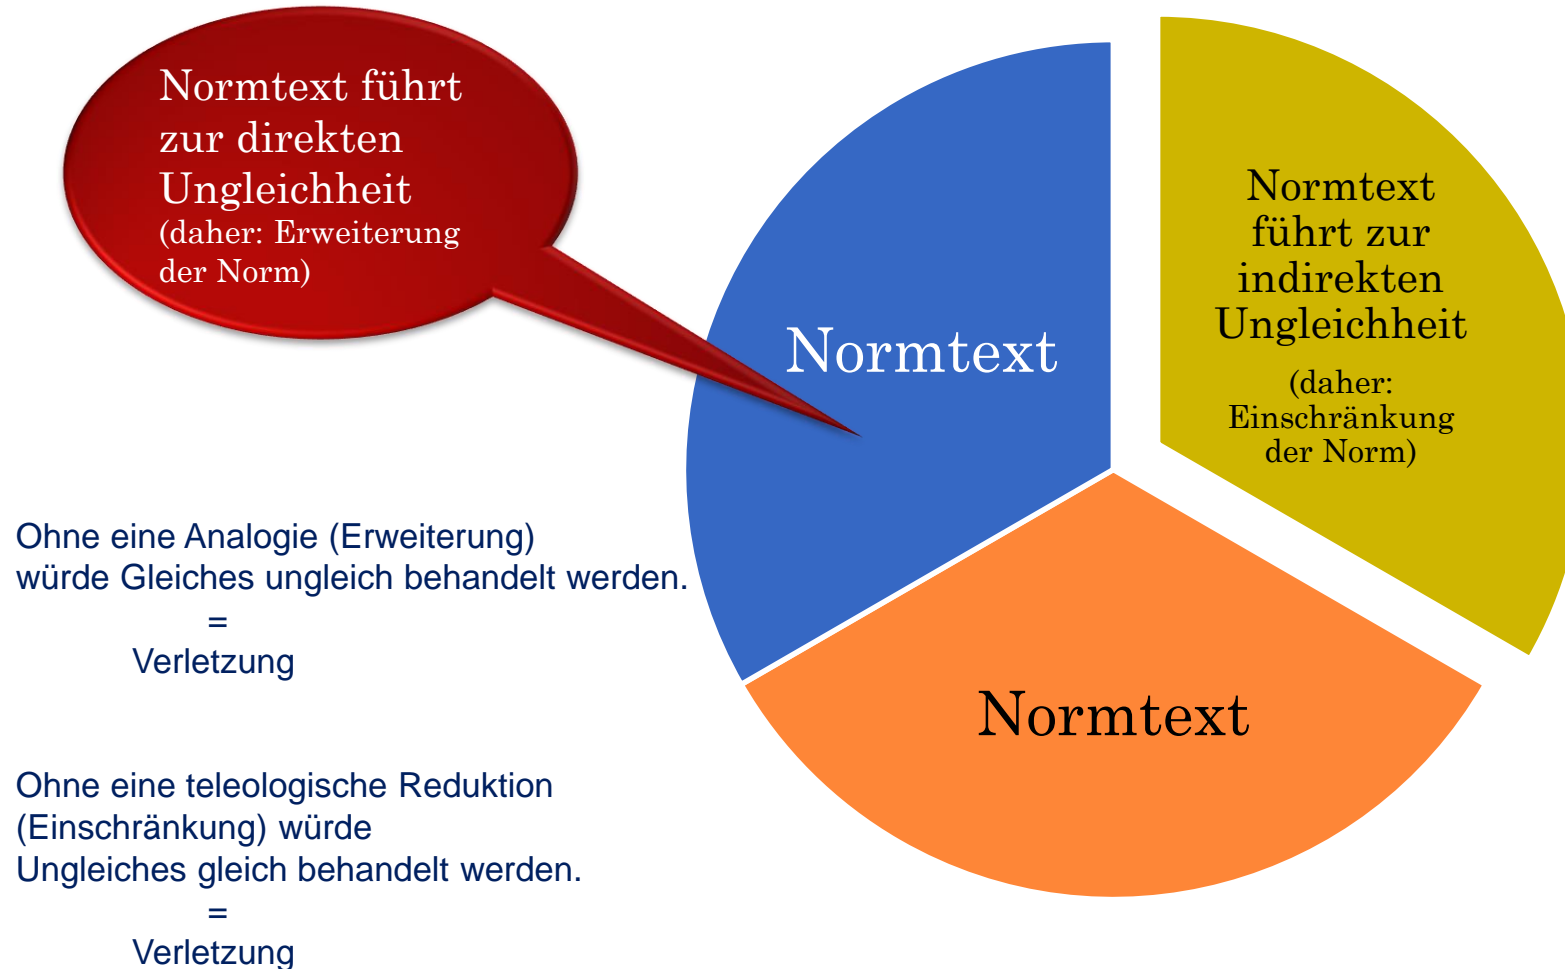 Normtext führt
zur direkten
Ungleichheit
(daher: Erweiterung
der Norm)
Normtext
Normtext
führt zur
indirekten
Ungleichheit
(daher:
Einschränkung
der Norm)
Normtext
Ohne eine Analogie (Erweiterung)
würde Gleiches ungleich behandelt werden.
=
Verletzung
Ohne eine teleologische Reduktion
(Einschränkung) würde
Ungleiches gleich behandelt werden.
=
Verletzung